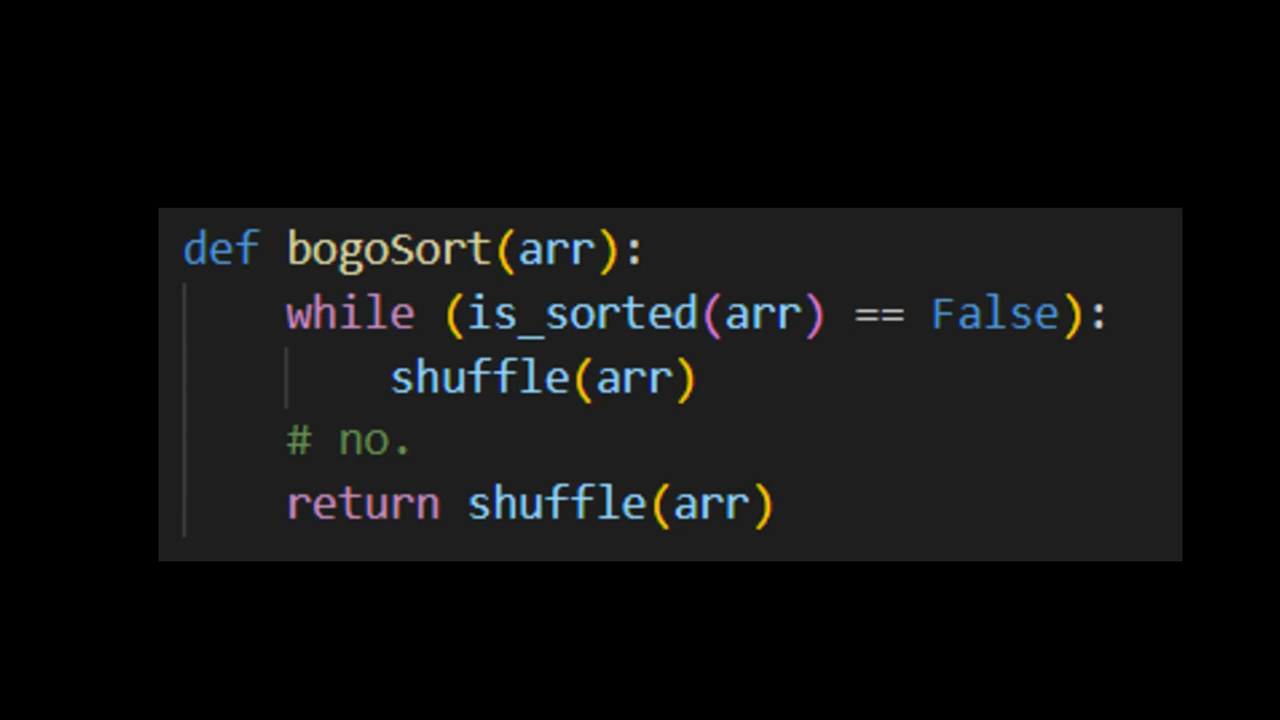 def bogoSort(arr):
    while (is_sorted(arr) == False):
        shuffle(arr)
    # no.
    return shuffle(arr)